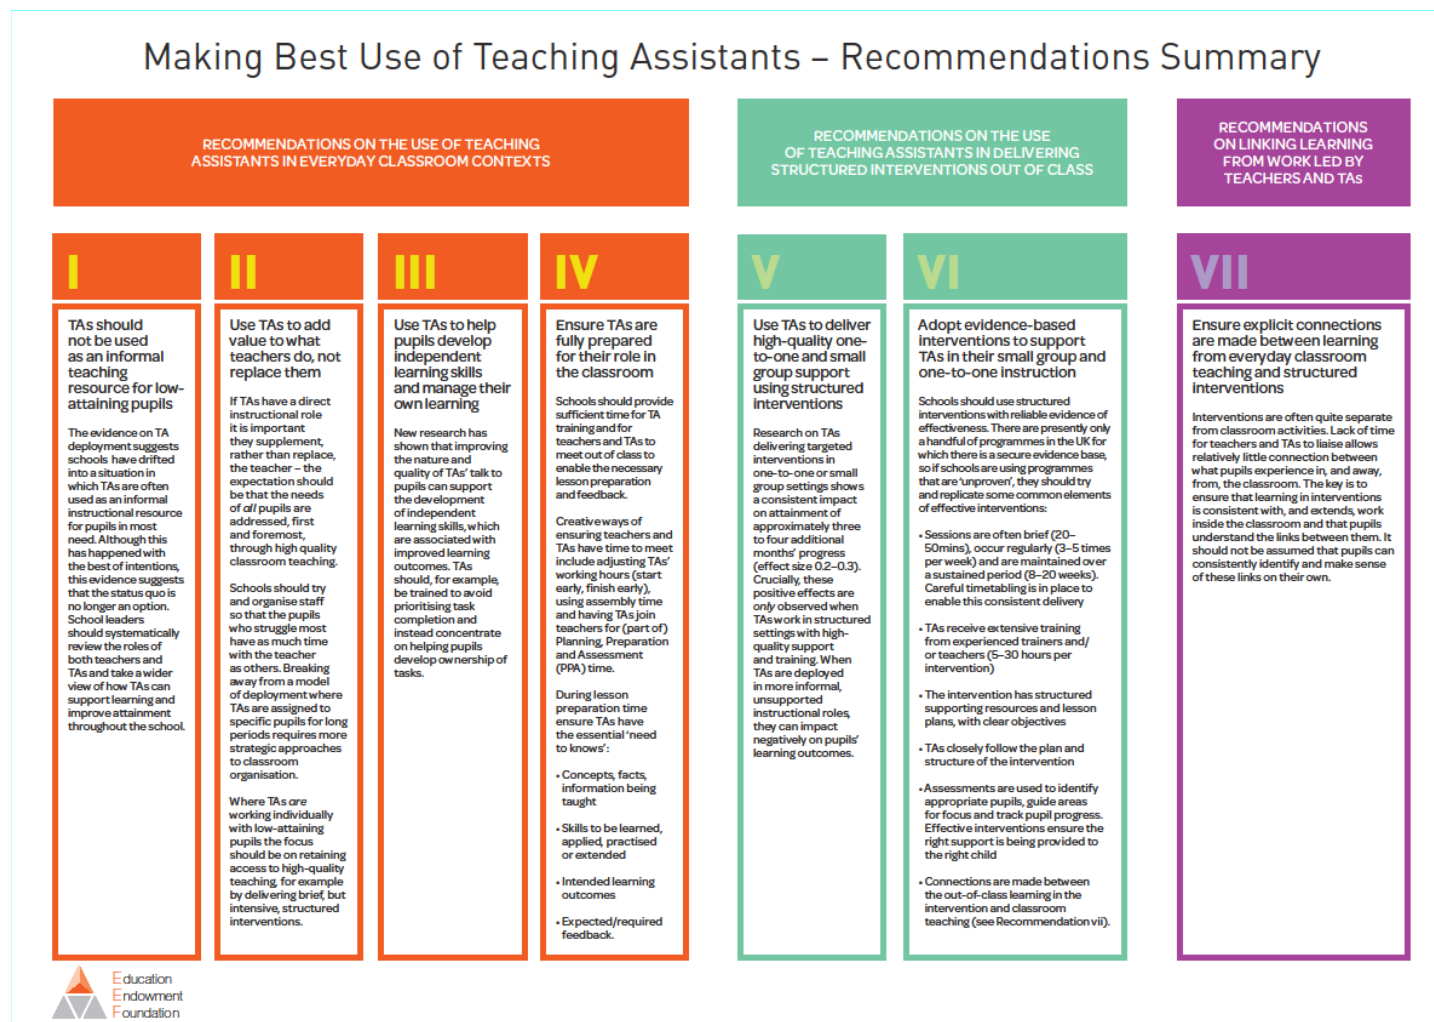 Making Best Use of Teaching Assistants – Recommendations Summary
RECOMMENDATIONS ON THE USE OF TEACHING
ASSISTANTS IN EVERYDAY CLASSROOM CONTEXTS
RECOMMENDATIONS ON THE USE
OF TEACHING ASSISTANTS IN DELIVERING
STRUCTURED INTERVENTIONS OUT OF CLASS
RECOMMENDATIONS
ON LINKING LEARNING
FROM WORK LED BY
TEACHERS AND TAs
I
TAs should
not be used
as an informal
teaching
resource for low-
attaining pupils
The evidence on TA
deployment suggests
schools have drifted
into a situation in
which TAs are often
used as an informal
instructional resource
for pupils in most
need. Although this
has happened with
the best of intentions,
this evidence suggests
that the status quo is
no longer an option.
School leaders
should systematically
review the roles of
both teachers and
TAs and take a wider
view of how TAs can
support learning and
improve attainment
throughout the school.
II
Use TAs to add
value to what
teachers do, not
replace them
If TAs have a direct
instructional role
it is important
they supplement,
rather than replace,
the teacher – the
expectation should
be that the needs
of all pupils are
addressed, first
and foremost,
through high quality
classroom teaching.
Schools should try
and organise staff
so that the pupils
who struggle most
have as much time
with the teacher
as others. Breaking
away from a model
of deployment where
TAs are assigned to
specific pupils for long
periods requires more
strategic approaches
to classroom
organisation.
Where TAs are
working individually
with low-attaining
pupils the focus
should be on retaining
access to high-quality
teaching, for example
by delivering brief, but
intensive, structured
interventions.
III
Use TAs to help
pupils develop
independent
learning skills
and manage their
own learning
New research has
shown that improving
the nature and
quality of TAs’ talk to
pupils can support
the development
of independent
learning skills, which
are associated with
improved learning
outcomes. TAs
should, for example,
be trained to avoid
prioritising task
completion and
instead concentrate
on helping pupils
develop ownership of
tasks.
IV
Ensure TAs are
fully prepared
for their role in
the classroom
Schools should provide
sufficient time for TA
training and for
teachers and TAs to
meet out of class to
enable the necessary
lesson preparation
and feedback.
Creative ways of
ensuring teachers and
TAs have time to meet
include adjusting TAs’
working hours (start
early, finish early),
using assembly time
and having TAs join
teachers for (part of)
Planning, Preparation
and Assessment
(PPA) time.
During lesson
preparation time
ensure TAs have
the essential ‘need
to knows’:
• Concepts, facts,
information being
taught
• Skills to be learned,
applied, practised
or extended
• Intended learning
outcomes
• Expected/required
feedback.
V
Use TAs to deliver
high-quality one-
to-one and small
group support
using structured
interventions
Research on TAs
delivering targeted
interventions in
one-to-one or small
group settings shows
a consistent impact
on attainment of
approximately three
to four additional
months’ progress
(effect size 0.2–0.3).
Crucially, these
positive effects are
only observed when
TAs work in structured
settings with high-
quality support
and training. When
TAs are deployed
in more informal,
unsupported
instructional roles,
they can impact
negatively on pupils’
learning outcomes.
VI
Adopt evidence-based
interventions to support
TAs in their small group and
one-to-one instruction
Schools should use structured
interventions with reliable evidence of
effectiveness. There are presently only
a handful of programmes in the UK for
which there is a secure evidence base,
so if schools are using programmes
that are ‘unproven’, they should try
and replicate some common elements
of effective interventions:
• Sessions are often brief (20–
50mins), occur regularly (3–5 times
per week) and are maintained over
a sustained period (8–20 weeks).
Careful timetabling is in place to
enable this consistent delivery
• TAs receive extensive training
from experienced trainers and/
or teachers (5–30 hours per
intervention)
• The intervention has structured
supporting resources and lesson
plans, with clear objectives
• TAs closely follow the plan and
structure of the intervention
• Assessments are used to identify
appropriate pupils, guide areas
for focus and track pupil progress.
Effective interventions ensure the
right support is being provided to
the right child
• Connections are made between
the out-of-class learning in the
intervention and classroom
teaching (see Recommendation vii).
VII
Ensure explicit connections
are made between learning
from everyday classroom
teaching and structured
interventions
Interventions are often quite separate
from classroom activities. Lack of time
for teachers and TAs to liaise allows
relatively little connection between
what pupils experience in, and away,
from, the classroom. The key is to
ensure that learning in interventions
is consistent with, and extends, work
inside the classroom and that pupils
understand the links between them. It
should not be assumed that pupils can
consistently identify and make sense
of these links on their own.
Education
Endowment
Foundation